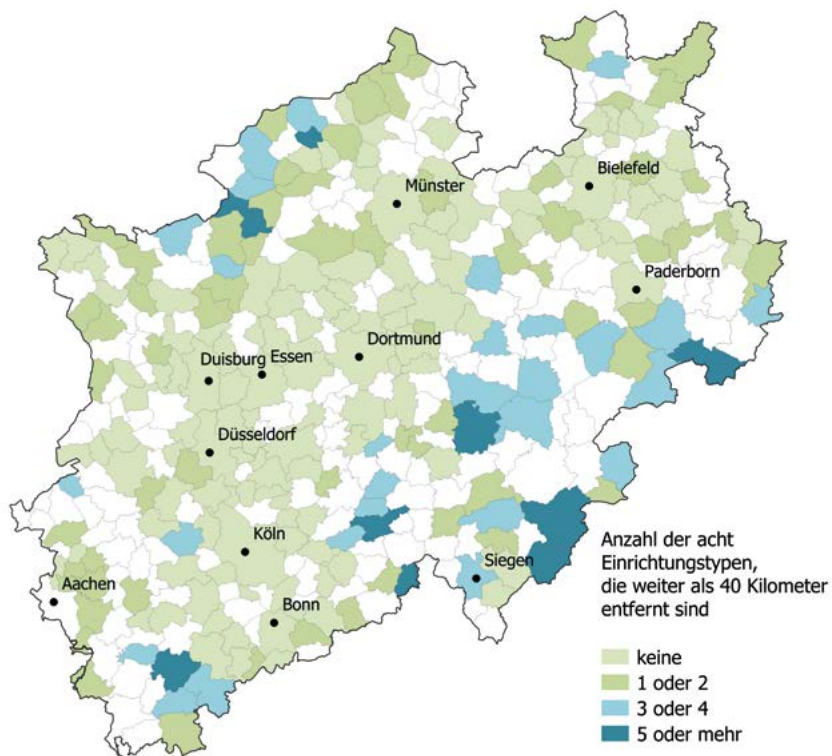 Münster
Bielefeld
Paderborn
Dortmund
Duisburg
Essen
Düsseldorf
Köln
Siegen
Aachen
Bonn
Anzahl der acht
Einrichtungstypen,
die weiter als 40 Kilometer
entfernt sind
keine
1 oder 2
3 oder 4
5 oder mehr